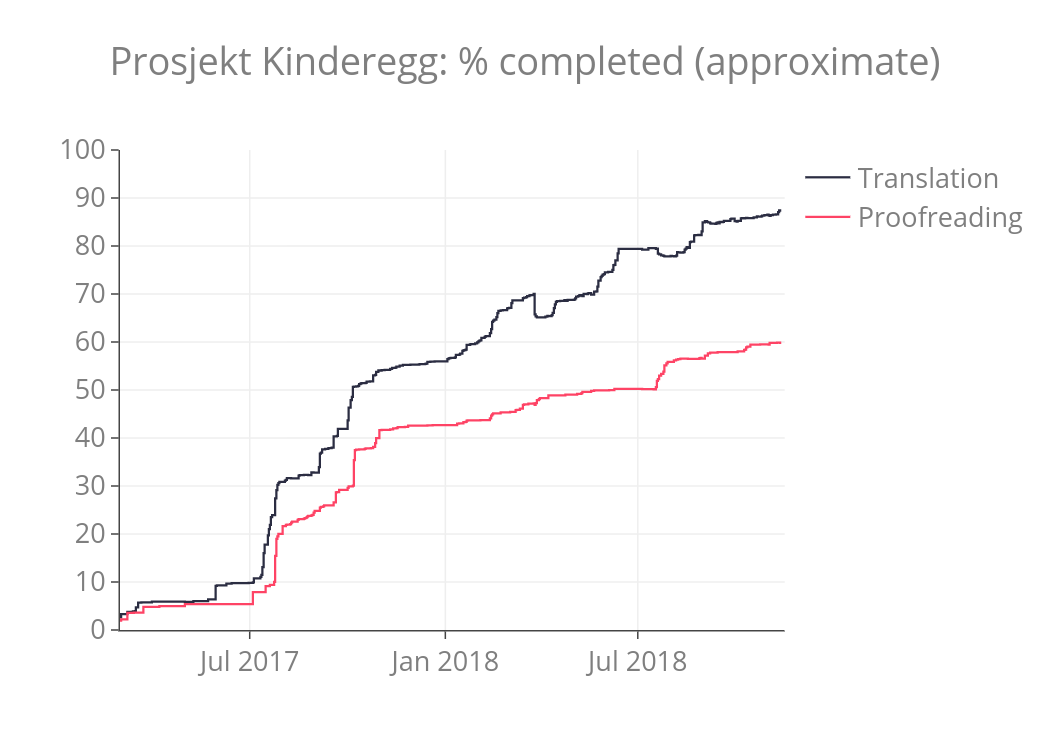 Prosjekt Kinderegg: % completed (approximate)
100
90
80
70
60
50
40
30
20
10
0
Jul 2017
Jan 2018
Jul 2018
Translation
Proofreading